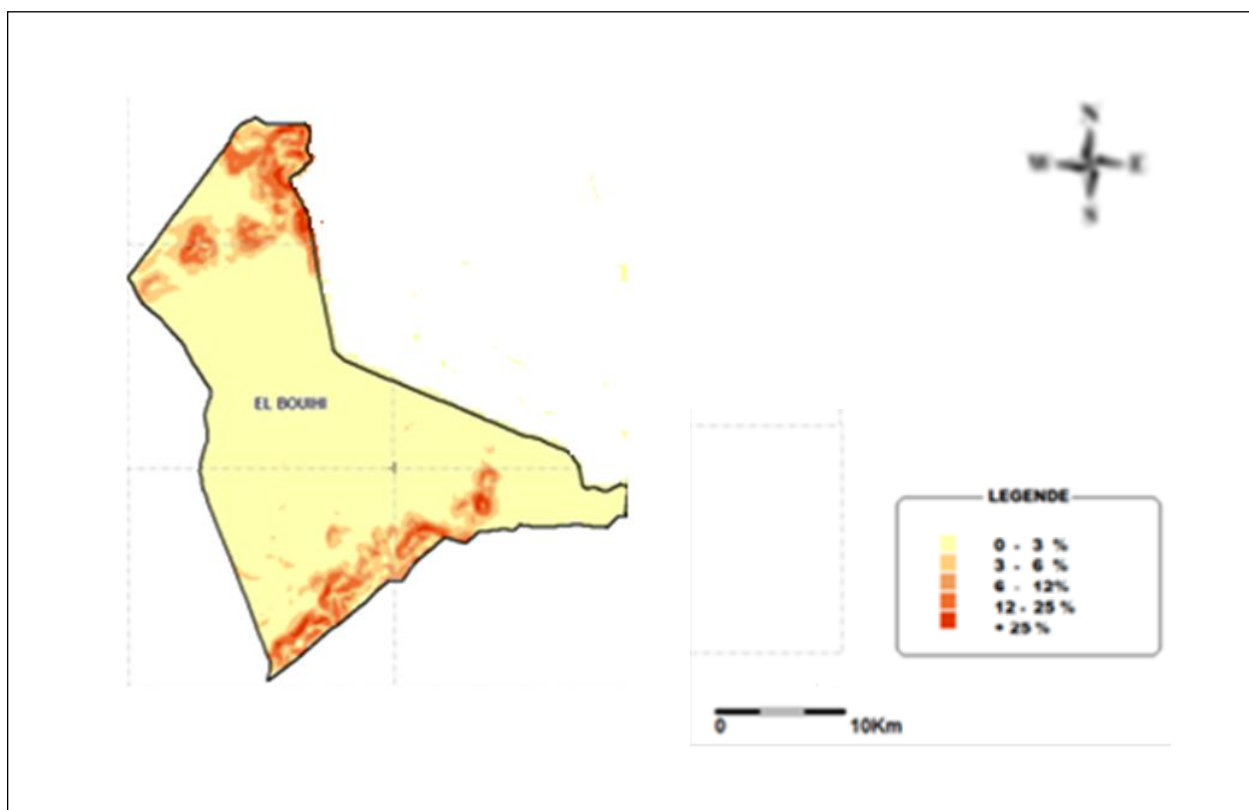 N
W E
S
EL BOUIHI
LEGENDE
0 - 3 %
3 - 6 %
6 - 12%
12 - 25 %
+ 25 %
0 10Km